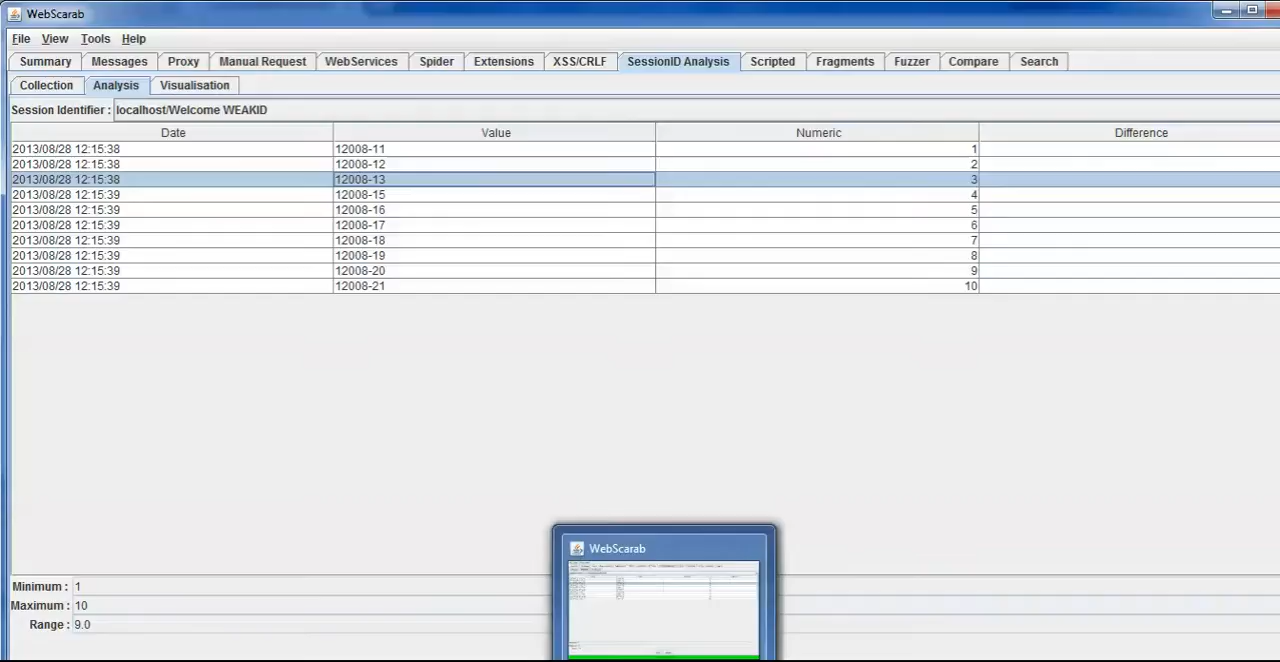 WebScarab
File View Tools Help
Summary Messages Proxy Manual Request WebServices Spider Extensions XSS/CRLF SessionID Analysis Scripted Fragments Fuzzer Compare Search
Collection Analysis Visualisation
Session Identifier : localhost/Welcome WEAKID
Date Value Numeric Difference
2013/08/28 12:15:38 12008-11 1
2013/08/28 12:15:38 12008-12 2
2013/08/28 12:15:38 12008-13 3
2013/08/28 12:15:39 12008-15 4
2013/08/28 12:15:39 12008-16 5
2013/08/28 12:15:39 12008-17 6
2013/08/28 12:15:39 12008-18 7
2013/08/28 12:15:39 12008-19 8
2013/08/28 12:15:39 12008-20 9
2013/08/28 12:15:39 12008-21 10
WebScarab
Minimum : 1
Maximum : 10
Range : 9.0